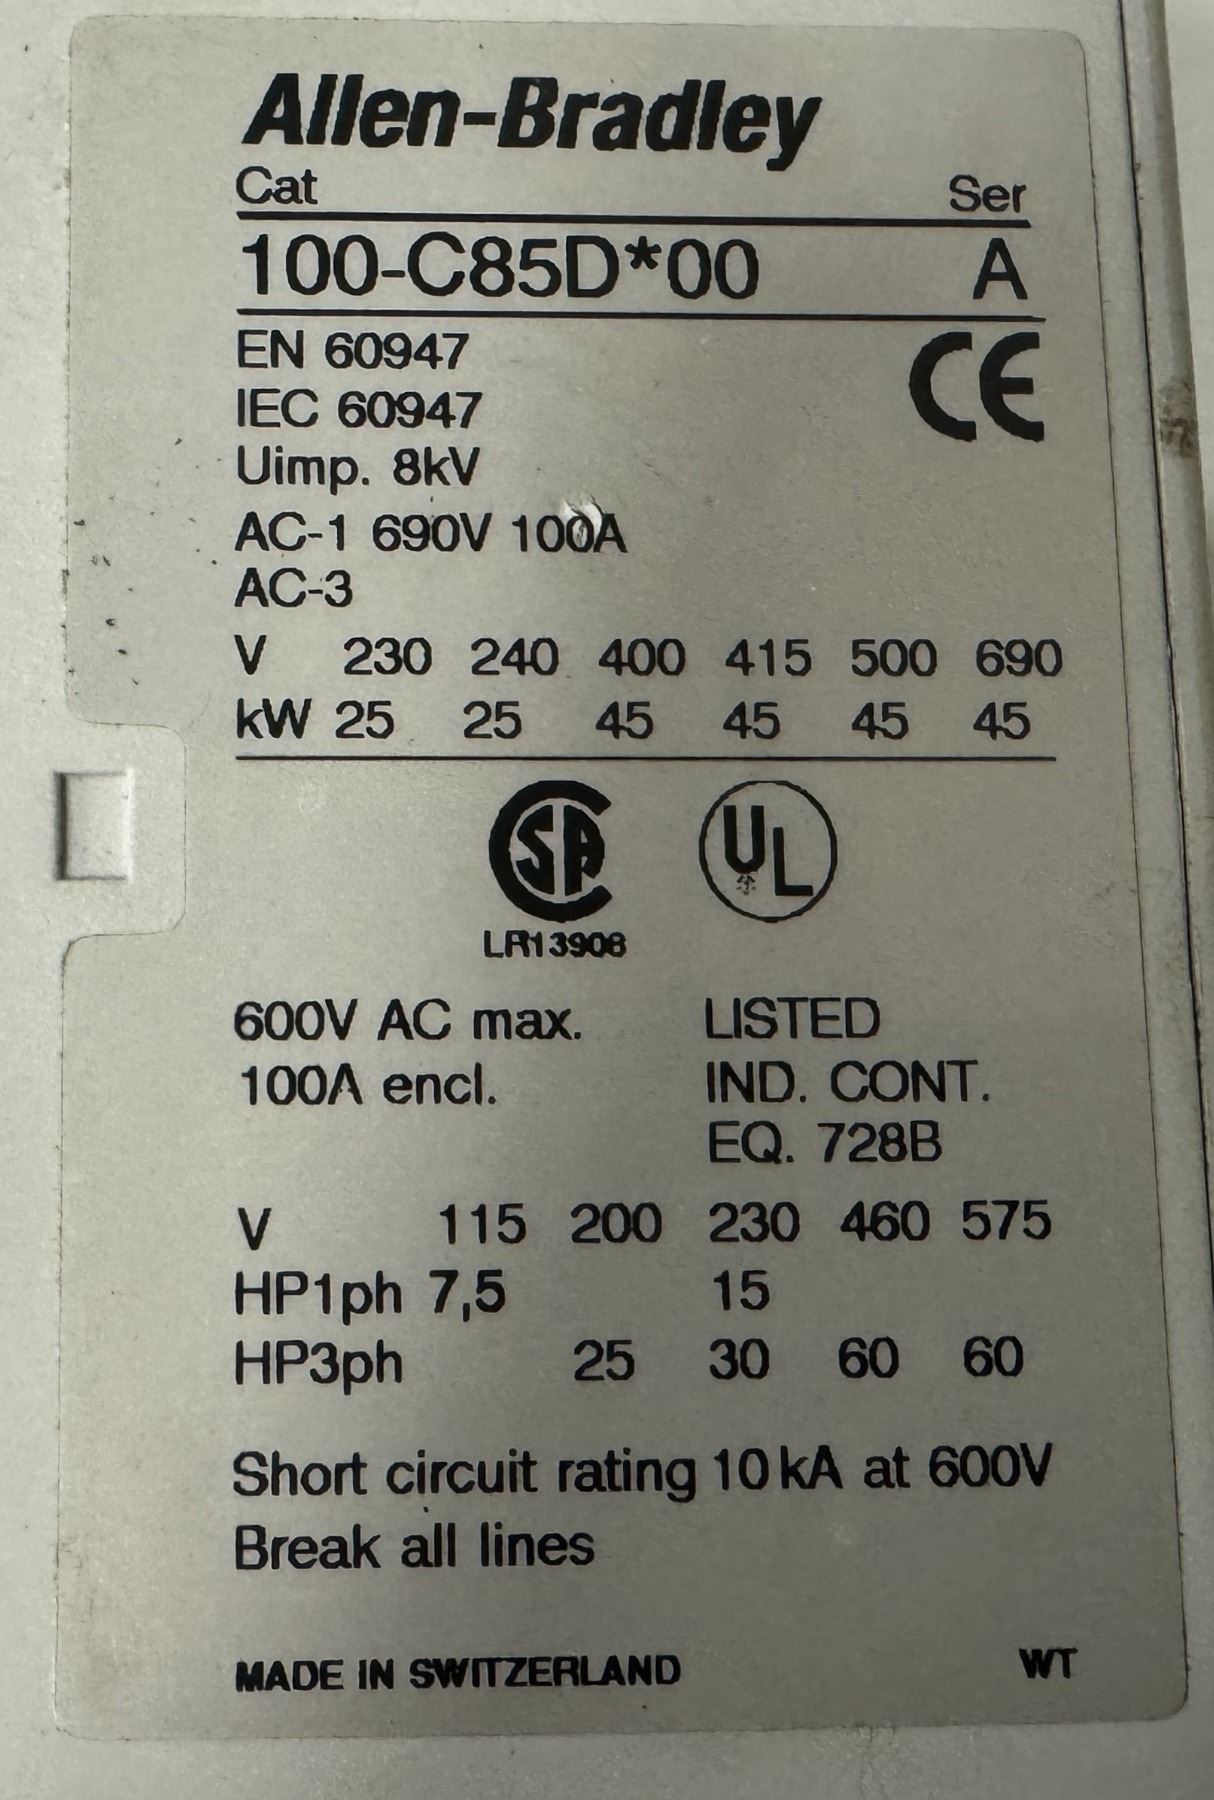 Allen-Bradley
Cat Ser
100-C85D*00 A
EN 60947
CE
IEC 60947
Uimp. 8kV
AC-1 690V 100A
AC-3
V 230 240 400 415 500 690
kW 25 25 45 45 45 45
SA UL
LR13908
600V AC max. LISTED
100A encl. IND. CONT.
EQ. 728B
V 115 200 230 460 575
HP1ph 7,5 15
HP3ph 25 30 60 60
Short circuit rating 10 kA at 600V
Break all lines
MADE IN SWITZERLAND WT